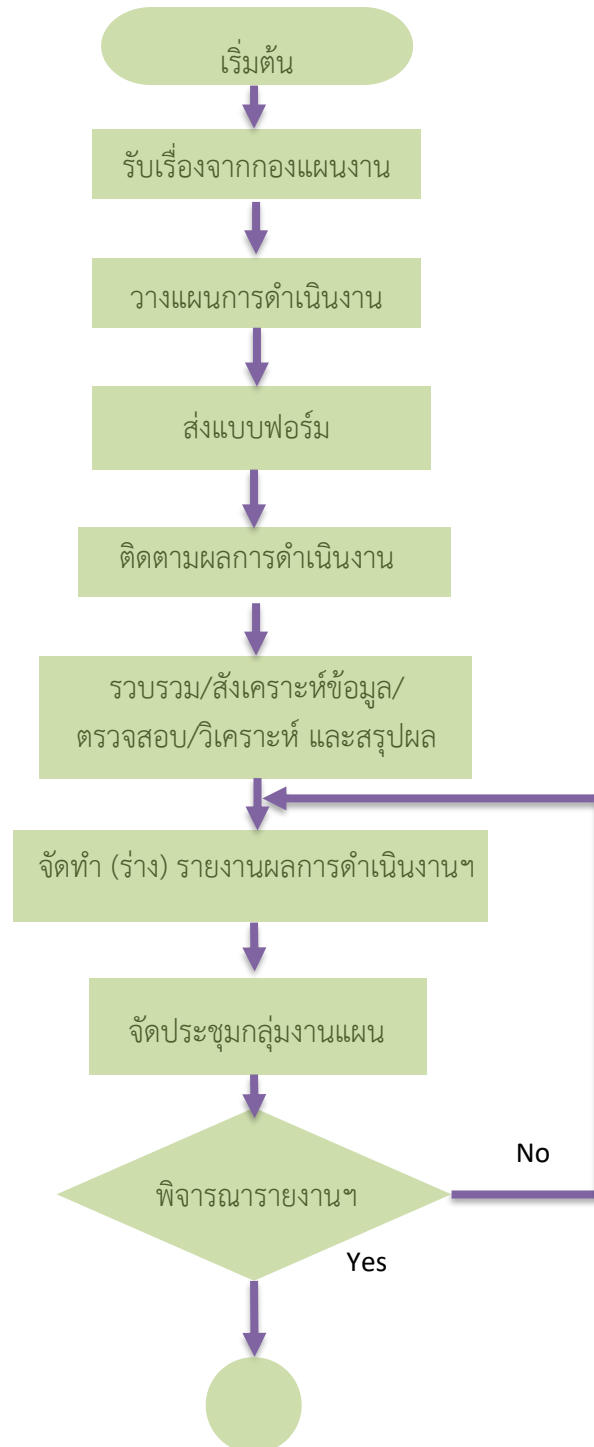 เริ่มต้น
รับเรื่องจากกองแผนงาน
วางแผนการดำเนินงาน
ส่งแบบฟอร์ม
ติดตามผลการดำเนินงาน
รวบรวม/สังเคราะห์ข้อมูล/
ตรวจสอบ/วิเคราะห์ และสรุปผล
จัดทำ (ร่าง) รายงานผลการดำเนินงานฯ
จัดประชุมกลุ่มงานแผน
No
พิจารณารายงานฯ
Yes